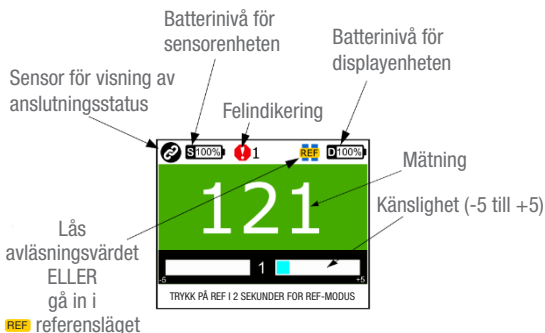 Batterinivå för
sensorenheten
Batterinivå för
displayenheten
Sensor för visning av
anslutningsstatus
Felindikering
S 100%
1
REF
D 100%
Mätning
121
Känslighet (-5 till +5)
Lås
avläsningsvärdet
ELLER
gå in i
REF referensläget
1
-5
+5
TRYKK PÅ REF I 2 SEKUNDER FOR REF-MODUS